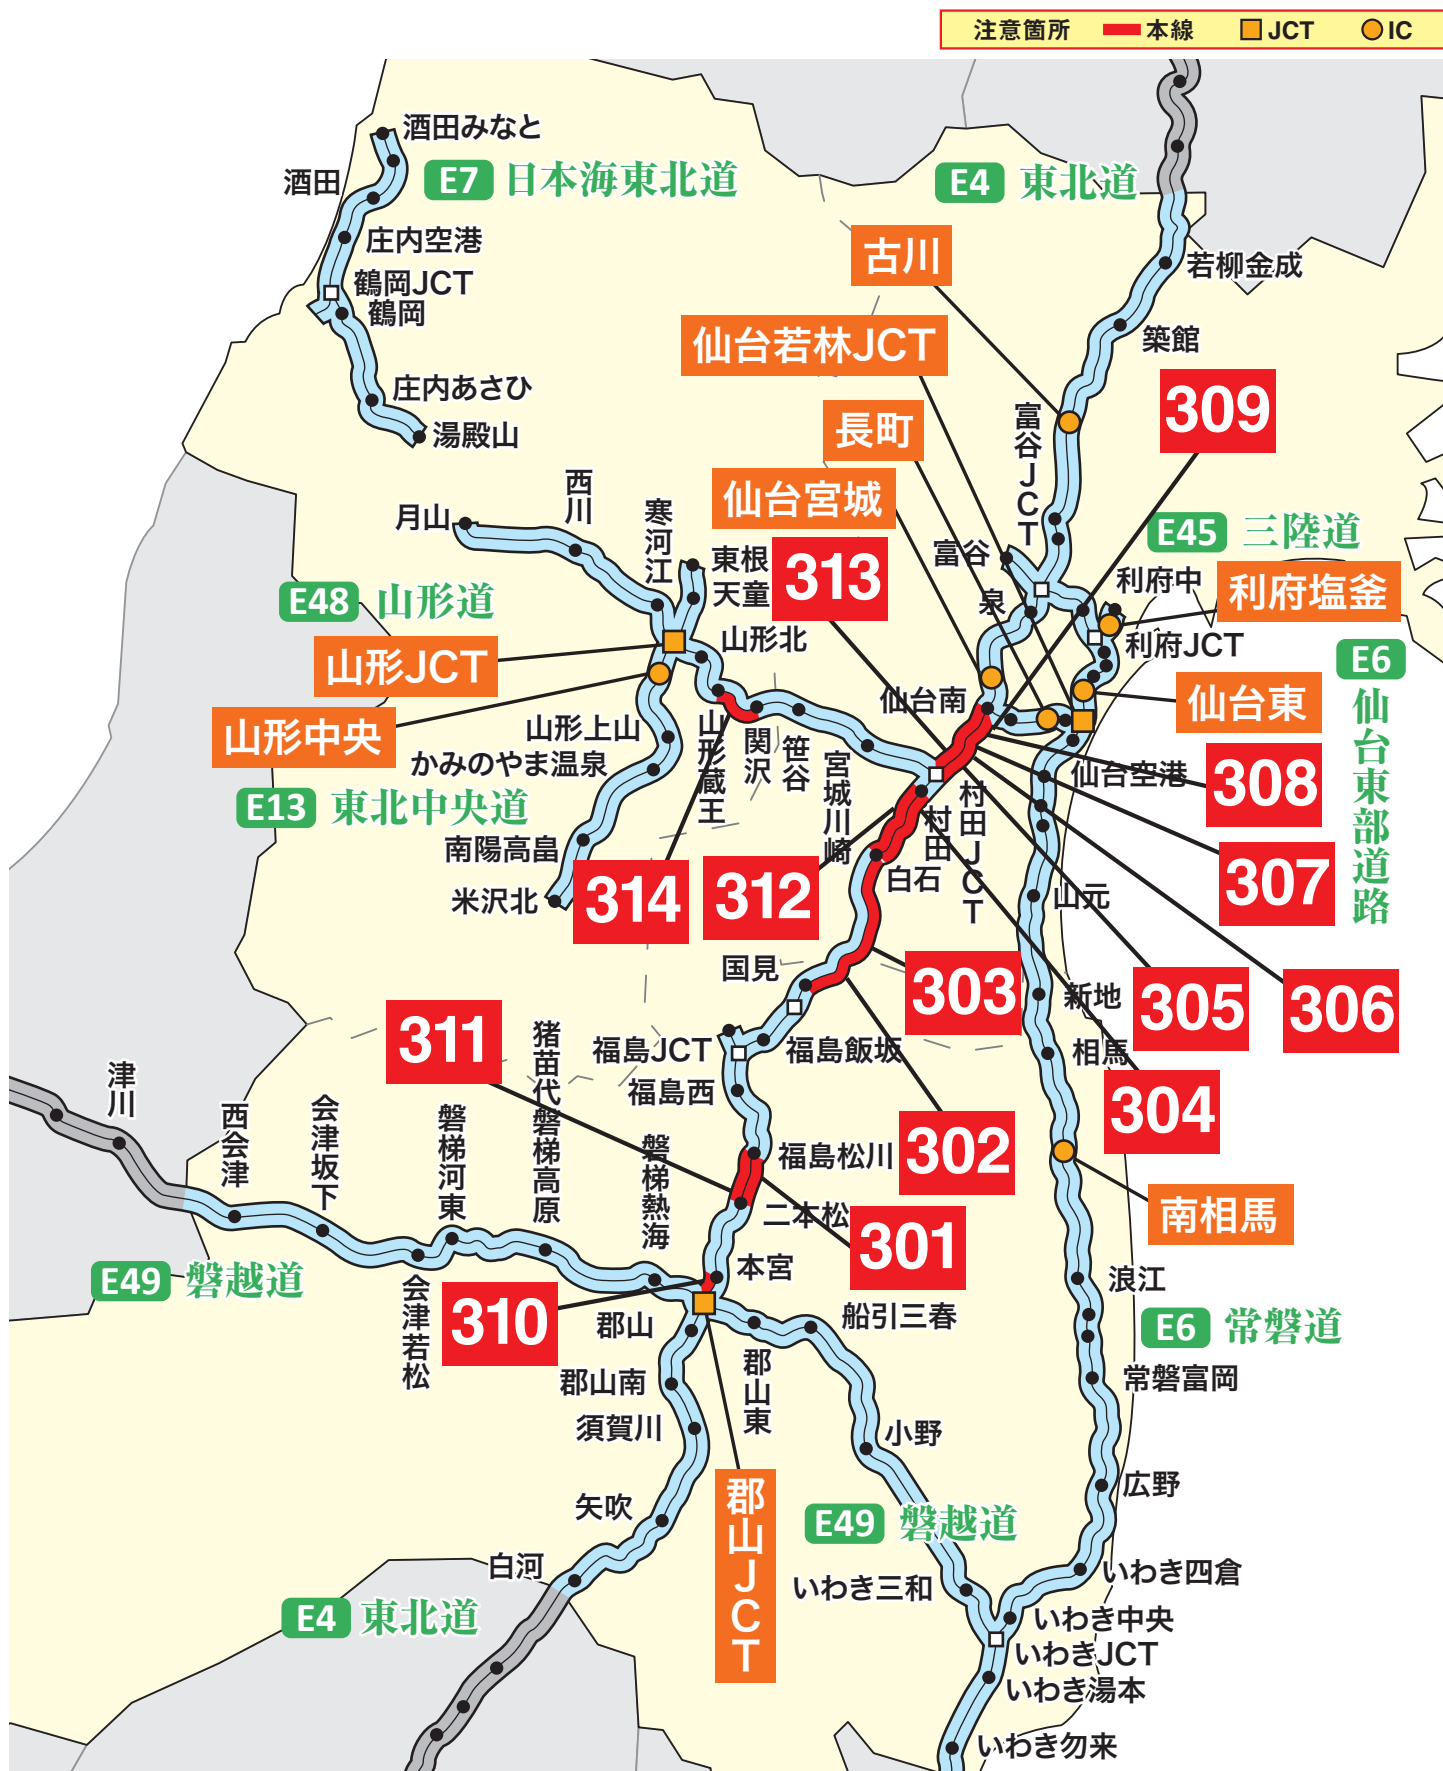 注意箇所 本線 JCT IC
酒田みなと
E7 日本海東北道
E4 東北道
酒田
庄内空港
古川
若柳金成
鶴岡JCT
鶴岡
仙台若林JCT
築館
庄内あさひ
309
長町
富谷JCT
湯殿山
西川
仙台宮城
月山
寒河江
E45 三陸道
富谷
東根
313
利府中
利府塩釜
天童
E48 山形道
泉
山形北
利府JCT
山形JCT
E6
仙台東部道路
仙台南
仙台東
山形中央
山形上山
山形蔵王
関沢
笹谷
宮城川崎
かみのやま温泉
仙台空港
308
E13 東北中央道
村田
村田JCT
南陽高畠
307
白石
米沢北
314
312
山元
国見
303
新地
305
306
311
猪苗代磐梯高原
福島JCT
福島飯坂
相馬
津川
福島西
304
西会津
会津坂下
磐梯河東
磐梯熱海
福島松川
302
二本松
301
南相馬
E49 磐越道
本宮
浪江
会津若松
310
郡山
船引三春
E6 常磐道
郡山南
郡山東
常磐富岡
須賀川
小野
郡山JCT
広野
矢吹
E49 磐越道
白河
いわき三和
いわき四倉
E4 東北道
いわき中央
いわきJCT
いわき湯本
いわき勿来